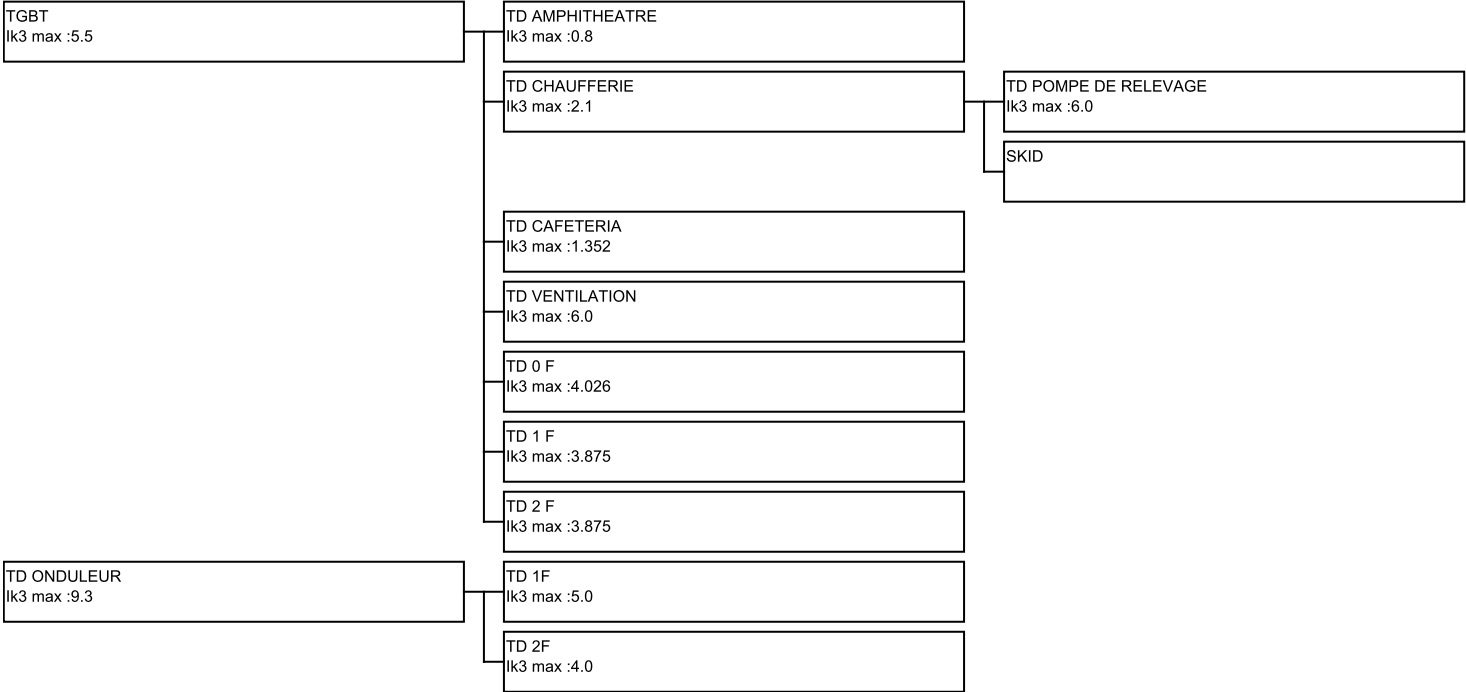 TGBT
Ik3 max :5.5
TD AMPHITHEATRE
Ik3 max :0.8
TD CHAUFFERIE
Ik3 max :2.1
TD POMPE DE RELEVAGE
Ik3 max :6.0
SKID
TD CAFETERIA
Ik3 max :1.352
TD VENTILATION
Ik3 max :6.0
TD 0 F
Ik3 max :4.026
TD 1 F
Ik3 max :3.875
TD 2 F
Ik3 max :3.875
TD ONDULEUR
Ik3 max :9.3
TD 1F
Ik3 max :5.0
TD 2F
Ik3 max :4.0